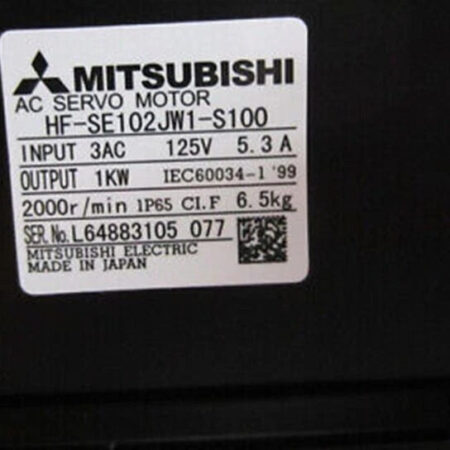 MITSUBISHI
AC SERVO MOTOR
HF-SE102JW1-S100
INPUT 3AC 125V 5.3A
OUTPUT 1KW IEC60034-1 '99
2000r/min IP65 CI.F 6.5kg
SER.No.L64883105 077
MITSUBISHI ELECTRIC
MADE IN JAPAN